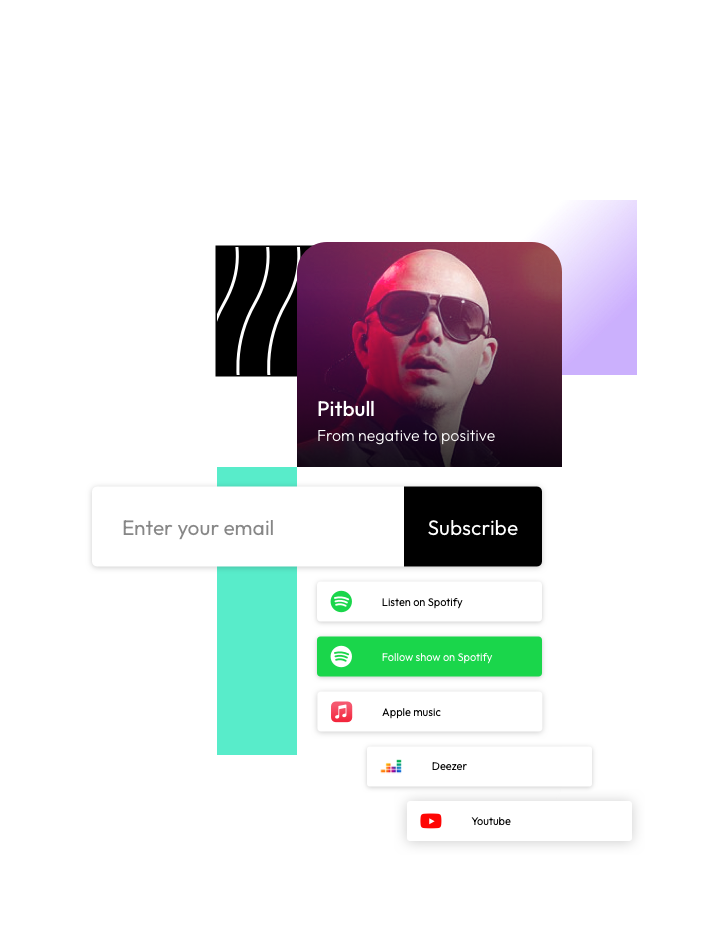 Pitbull
From negative to positive
Enter your email
Subscribe
Listen on Spotify
Follow show on Spotify
Apple music
Deezer
Youtube